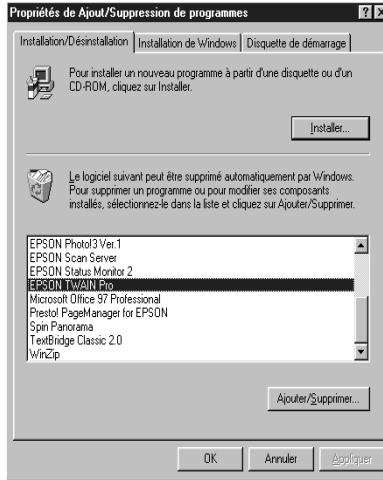 Propriétés de Ajout/Suppression de programmes
Installation/Désinstallation Installation de Windows Disquette de démarrage
Pour installer un nouveau programme à partir d'une disquette ou d'un
CD-ROM, cliquez sur Installer.
Installer...
Le logiciel suivant peut être supprimé automatiquement par Windows.
Pour supprimer un programme ou pour modifier ses composants
installés, sélectionnez-le dans la liste et cliquez sur Ajouter/Supprimer.
EPSON Photo!3 Ver.1
EPSON Scan Server
EPSON Status Monitor 2
EPSON TWAIN Pro
Microsoft Office 97 Professional
Presto! PageManager for EPSON
Spin Panorama
TextBridge Classic 2.0
WinZip
Ajouter/Supprimer...
OK Annuler Appliquer